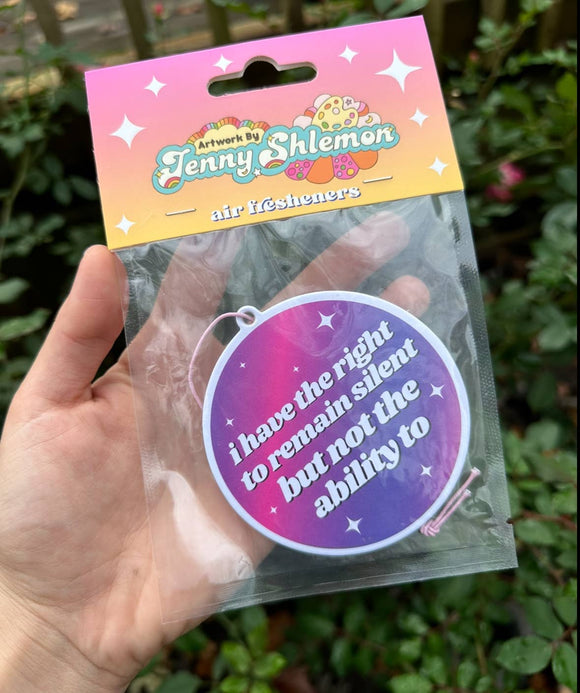 Artwork By
Jenny Shlemon
air fresheners
i have the right
to remain silent
but not the
ability to